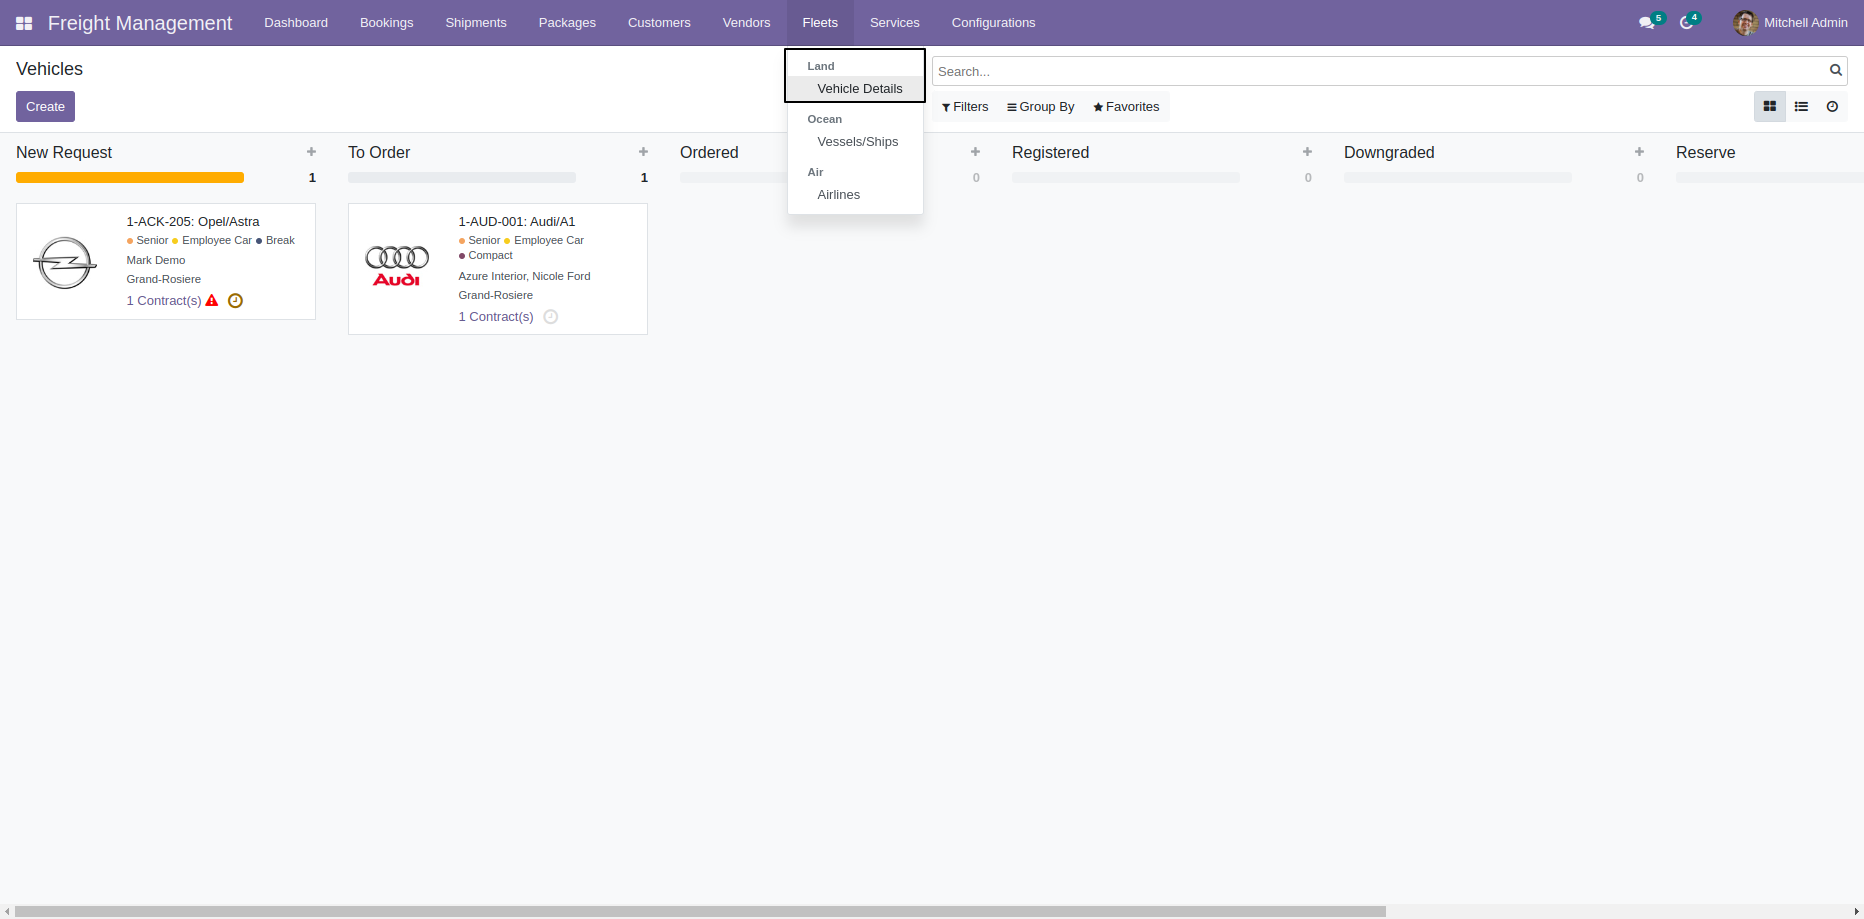 Freight Management Dashboard Bookings Shipments Packages Customers Vendors Fleets Services Configurations 5 4 Mitchell Admin
Vehicles
Search...
Create
Filters Group By Favorites
Land
Vehicle Details
Ocean
Vessels/Ships
Air
Airlines
New Request
1
1-ACK-205: Opel/Astra
Senior Employee Car Break
Mark Demo
Grand-Rosiere
1 Contract(s)
To Order
1
Audi
1-AUD-001: Audi/A1
Senior Employee Car
Compact
Azure Interior, Nicole Ford
Grand-Rosiere
1 Contract(s)
Ordered
0
Registered
0
Downgraded
0
Reserve